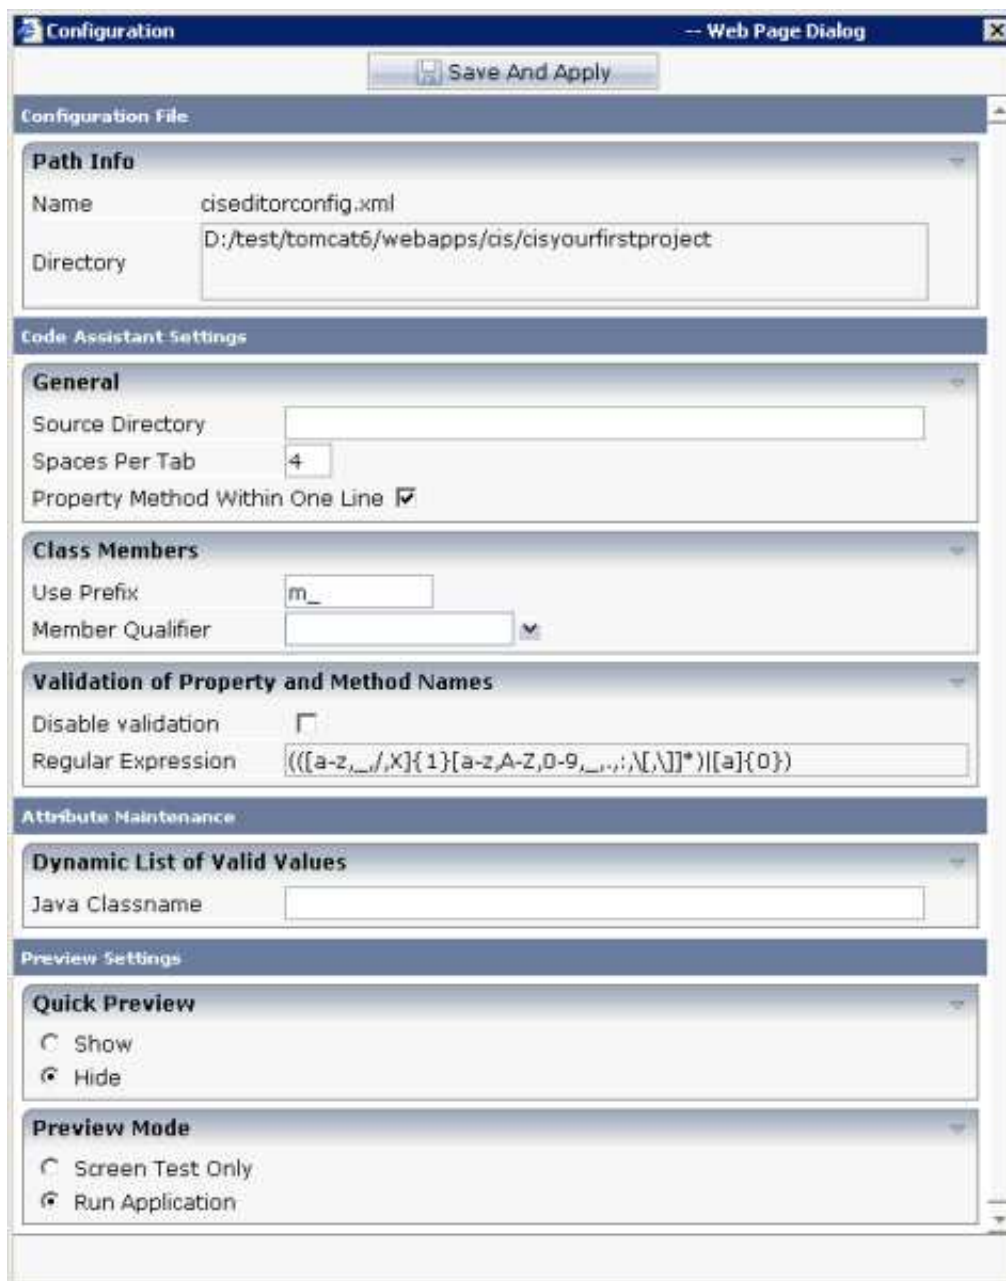 Configuration -- Web Page Dialog
Save And Apply
Configuration File
Path Info
Name ciseditorconfig.xml
Directory D:/test/tomcat6/webapps/cis/cisyourfirstproject
Code Assistant Settings
General
Source Directory
Spaces Per Tab 4
Property Method Within One Line
Class Members
Use Prefix m_
Member Qualifier
Validation of Property and Method Names
Disable validation
Regular Expression (([a-z,_,/,X]{1}[a-z,A-Z,0-9,_,.,:,\[,\]]*)|[a]{0})
Attribute Maintenance
Dynamic List of Valid Values
Java Classname
Preview Settings
Quick Preview
Show
Hide
Preview Mode
Screen Test Only
Run Application